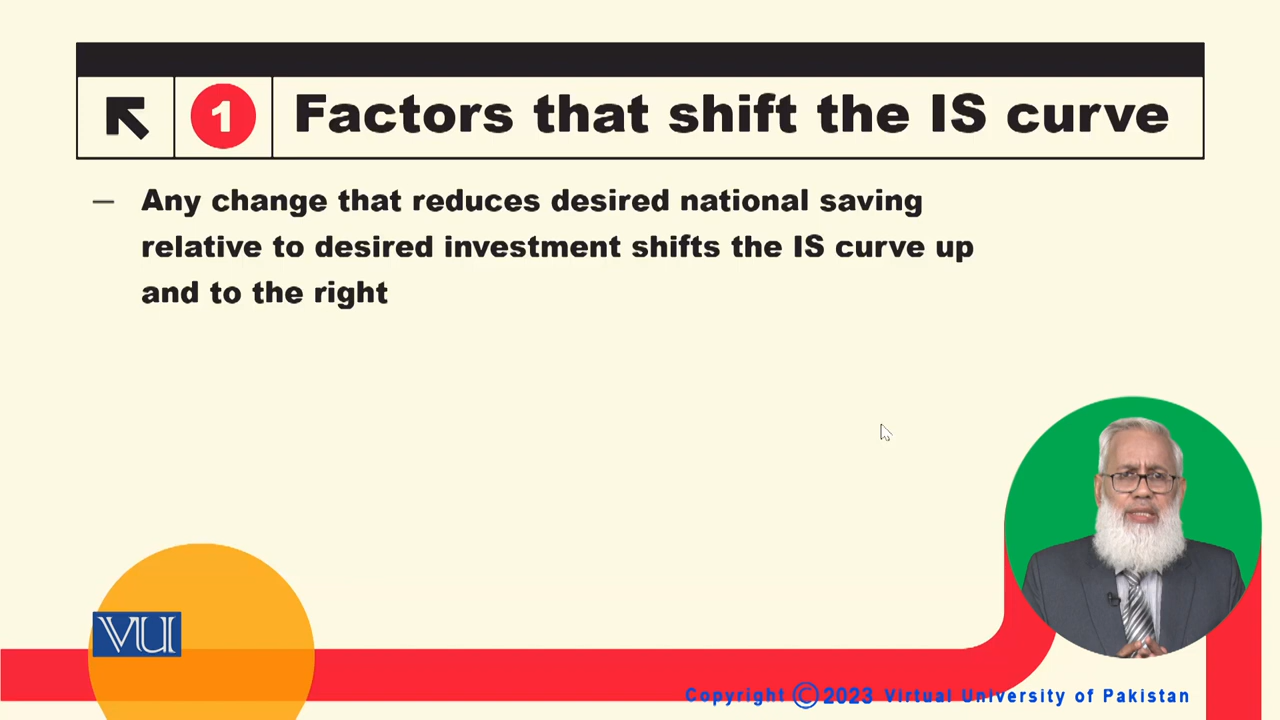 1 Factors that shift the IS curve
— Any change that reduces desired national saving
relative to desired investment shifts the IS curve up
and to the right
VU
Copyright ©2023 Virtual University of Pakistan